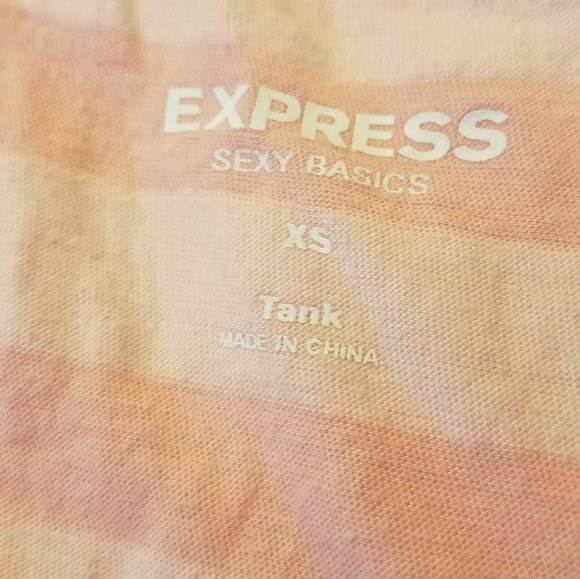 EXPRESS
SEXY BASICS
XS
Tank
MADE IN CHINA